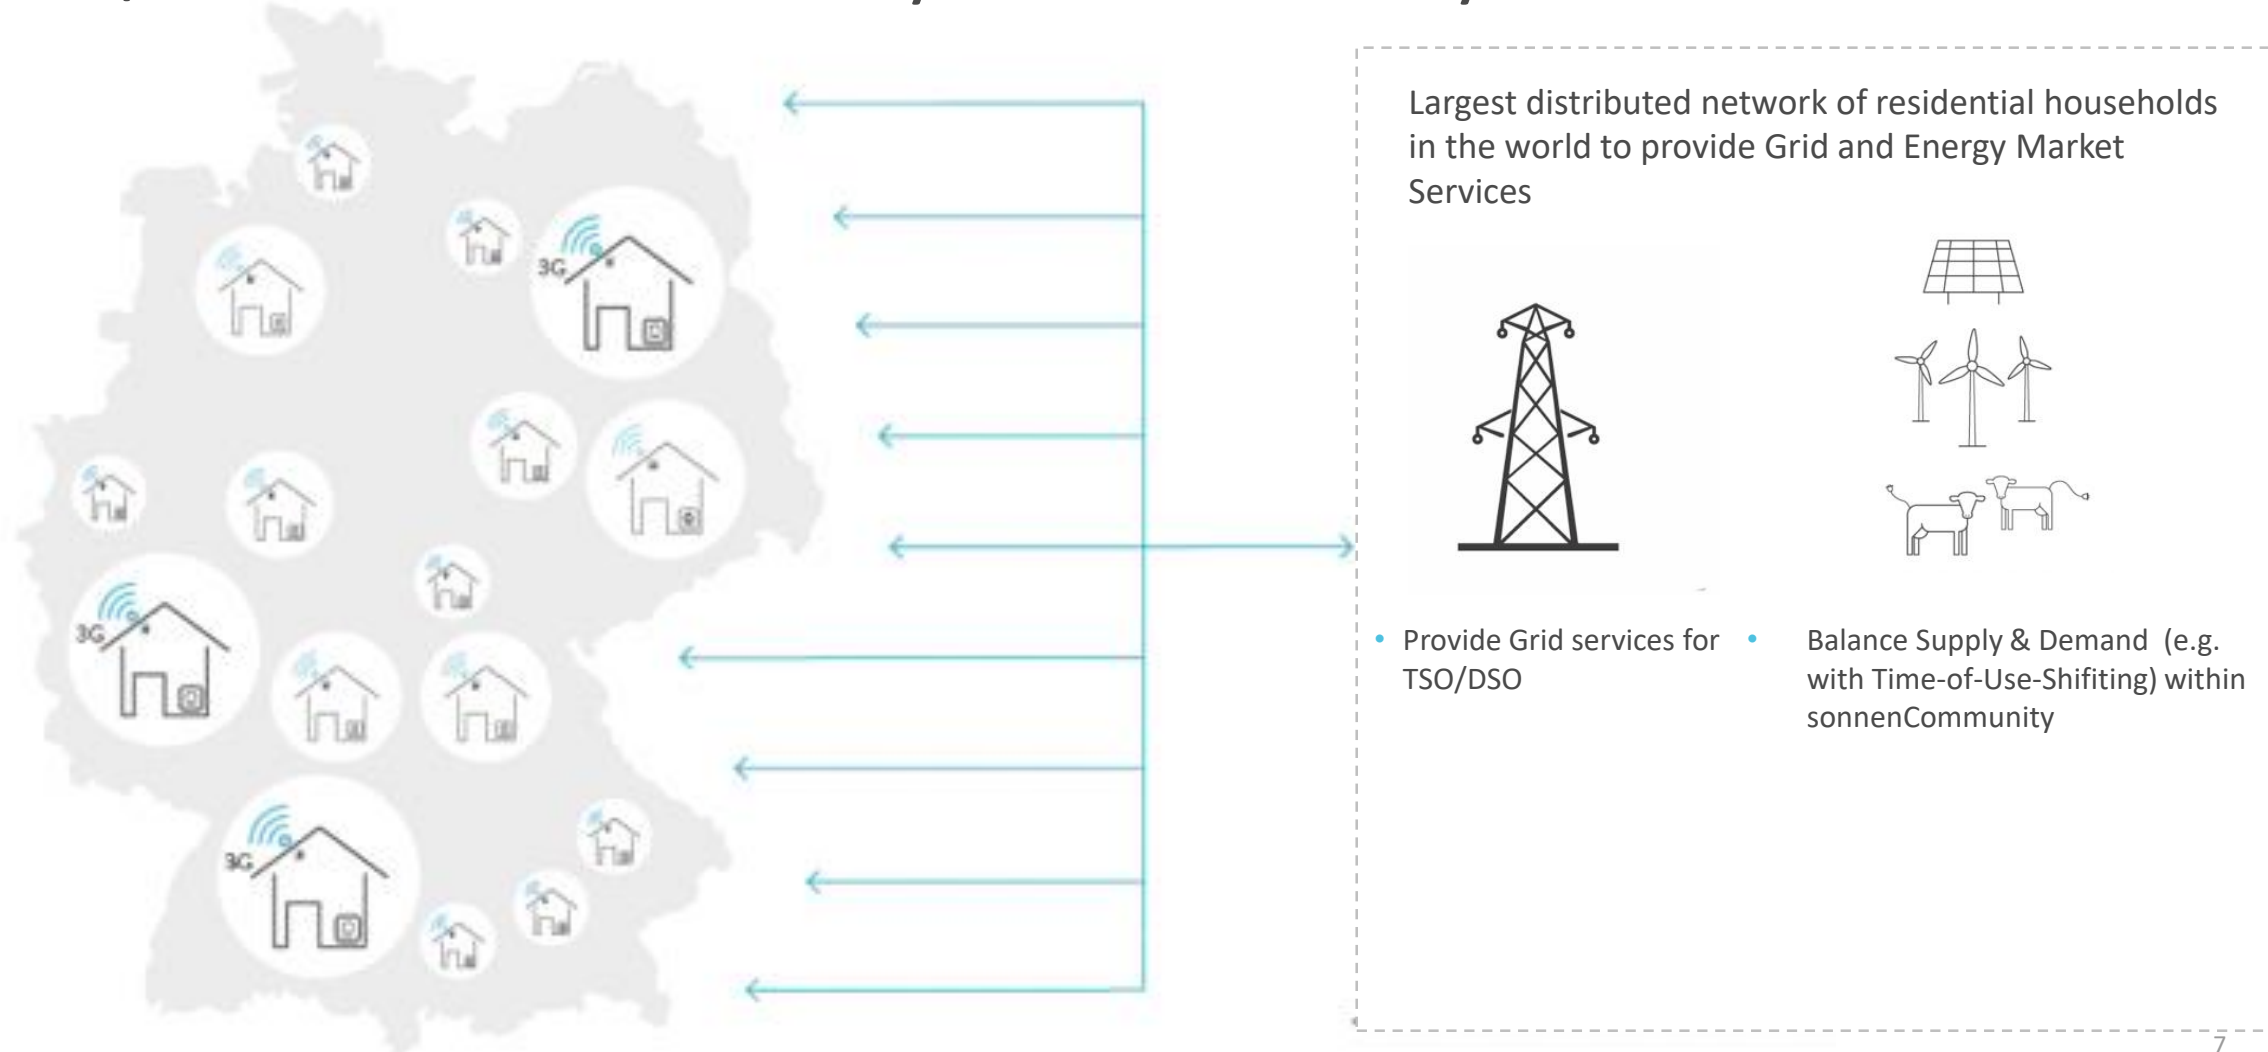 Largest distributed network of residential households
in the world to provide Grid and Energy Market
Services
3G
3G
3G
• Provide Grid services for
TSO/DSO
• Balance Supply & Demand (e.g.
with Time-of-Use-Shifiting) within
sonnenCommunity
7